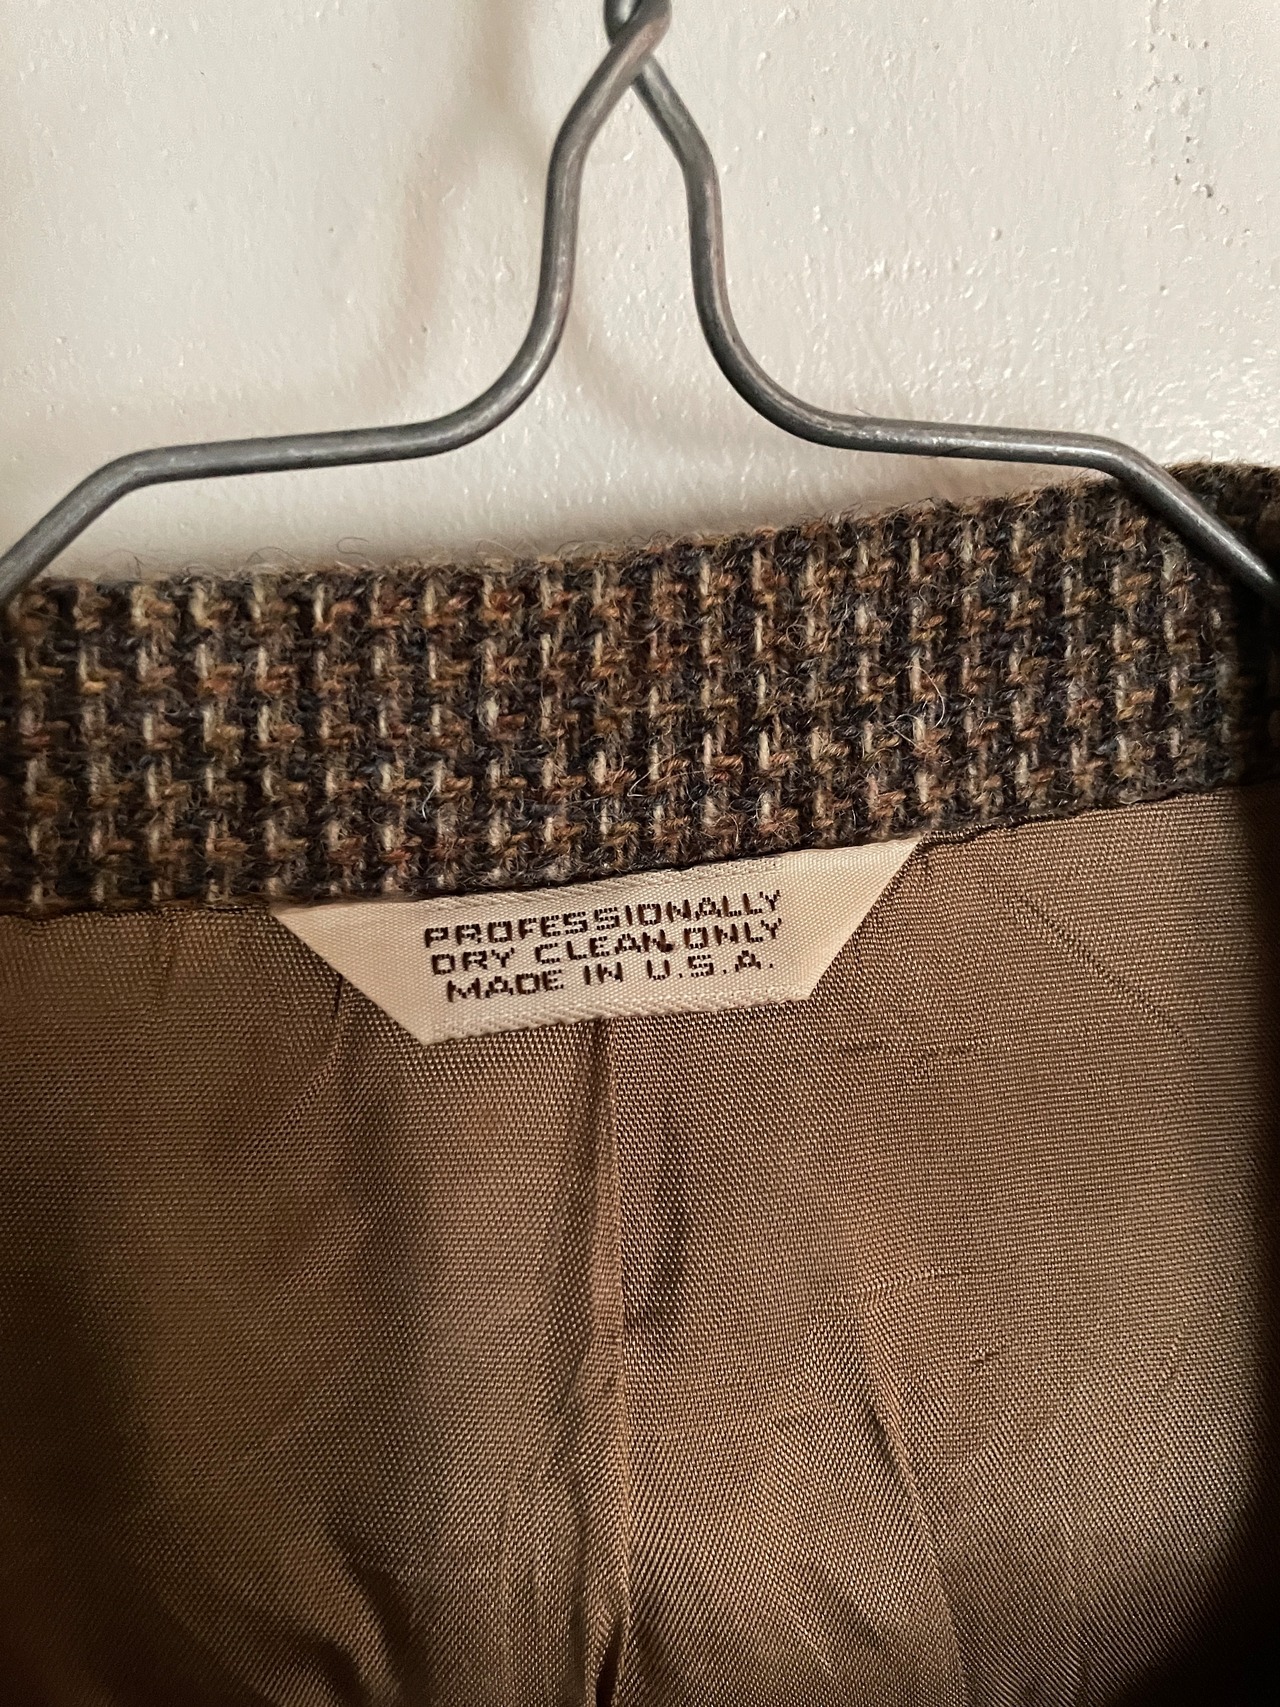 PROFESSIONALLY
DRY CLEAN ONLY
MADE IN U.S.A.